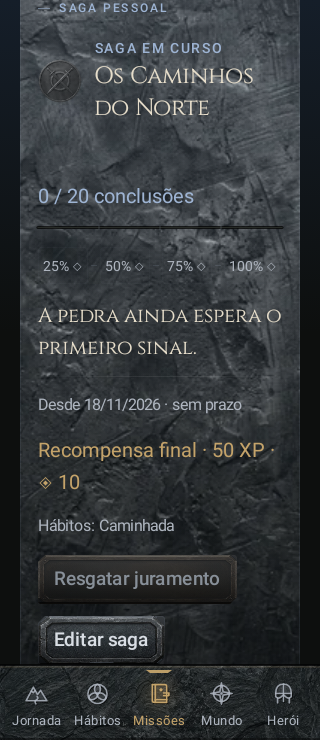 — SAGA PESSOAL
SAGA EM CURSO
Os Caminhos
do Norte
0 / 20 conclusões
25% ◇ 50% ◇ 75% ◇ 100% ◇
A pedra ainda espera o
primeiro sinal.
Desde 18/11/2026 · sem prazo
Recompensa final · 50 XP ·
◈ 10
Hábitos: Caminhada
Resgatar juramento
Editar saga
Jornada Hábitos Missões Mundo Herói